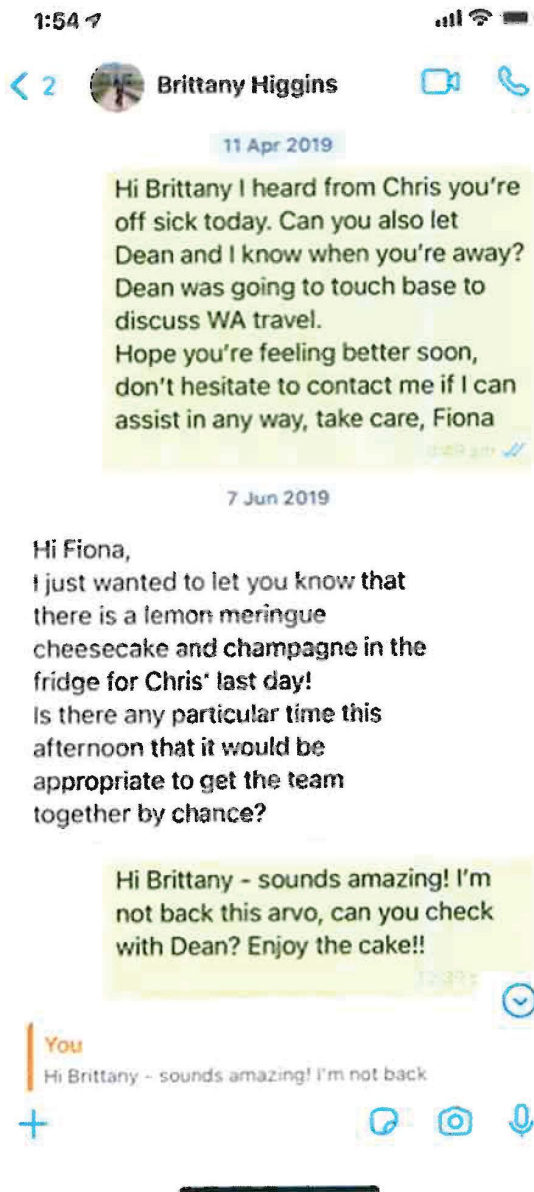 1:54
2
Brittany Higgins
11 Apr 2019
Hi Brittany I heard from Chris you're
off sick today. Can you also let
Dean and I know when you're away?
Dean was going to touch base to
discuss WA travel.
Hope you're feeling better soon,
don't hesitate to contact me if I can
assist in any way, take care, Fiona
7 Jun 2019
Hi Fiona,
I just wanted to let you know that
there is a lemon meringue
cheesecake and champagne in the
fridge for Chris' last day!
Is there any particular time this
afternoon that it would be
appropriate to get the team
together by chance?
Hi Brittany - sounds amazing! I'm
not back this arvo, can you check
with Dean? Enjoy the cake!!
You
Hi Brittany - sounds amazing! I'm not back